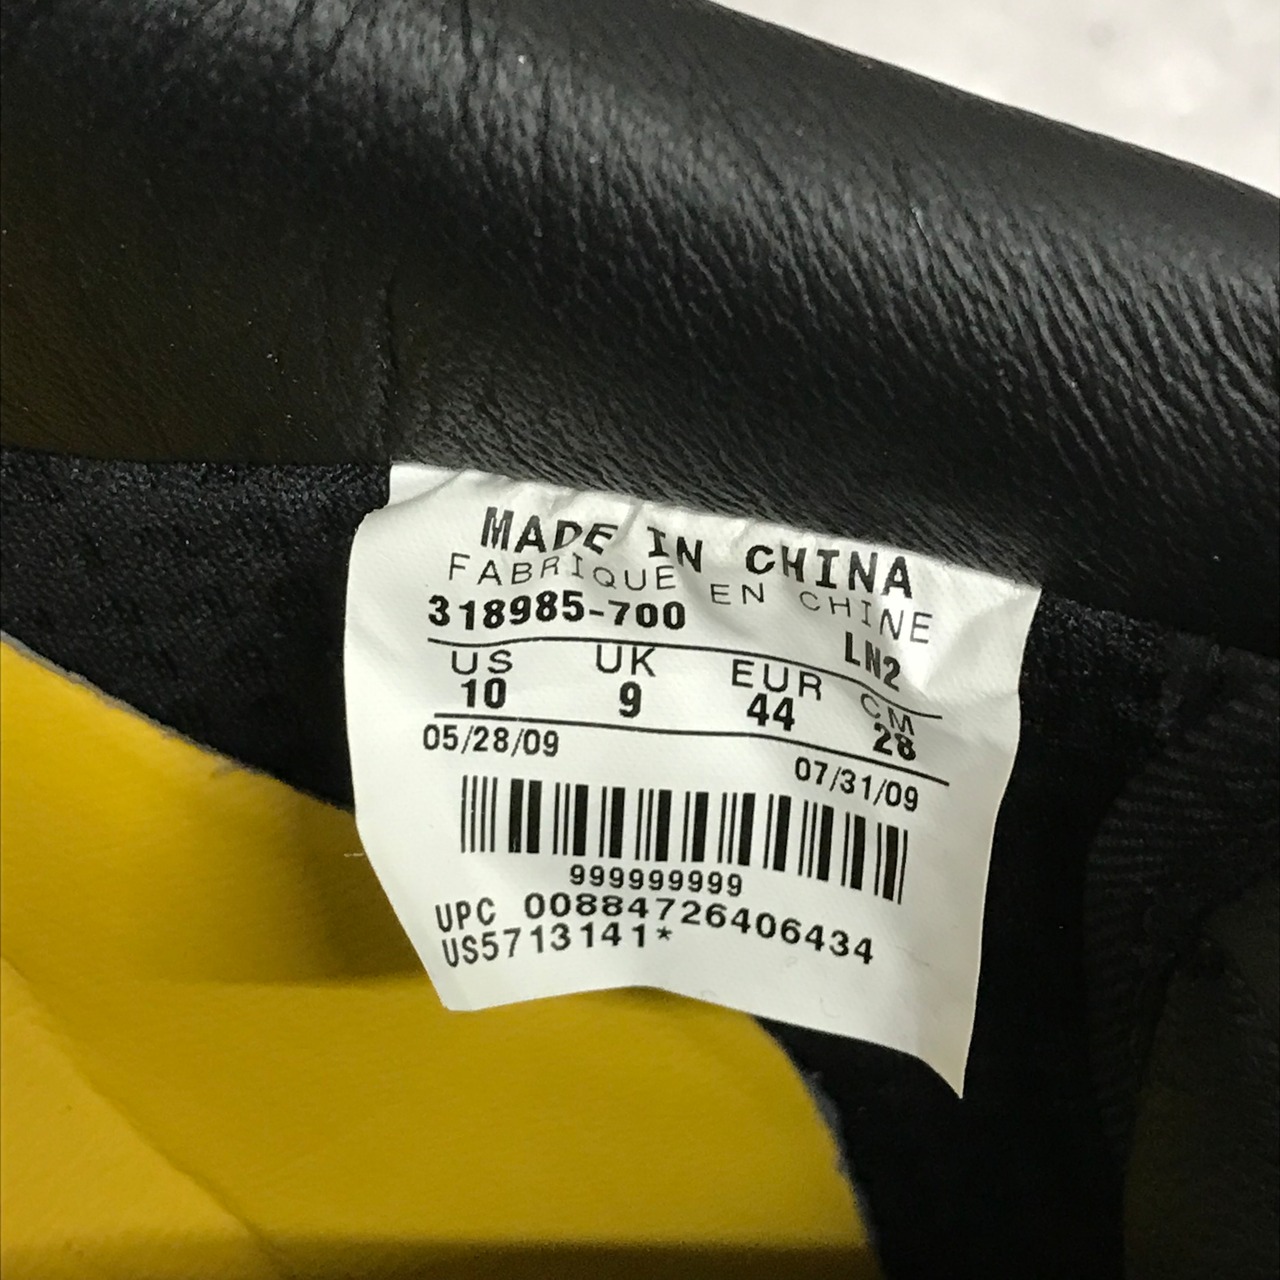 MADE IN CHINA
FABRIQUE EN CHINE
318985-700 LN2
US UK EUR CM
10 9 44 28
05/28/09 07/31/09
999999999
UPC 00884726406434
US5713141*